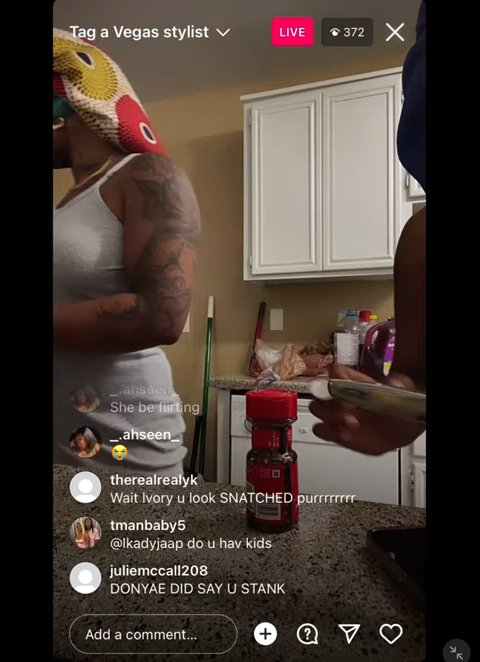 Tag a Vegas stylist
LIVE
372
_.ahseen_
She be flirting
_.ahseen_
😭
therealrealyk
Wait Ivory u look SNATCHED purrrrrrrr
tmanbaby5
@lkadyjaap do u hav kids
juliemccall208
DONYAE DID SAY U STANK
Add a comment...